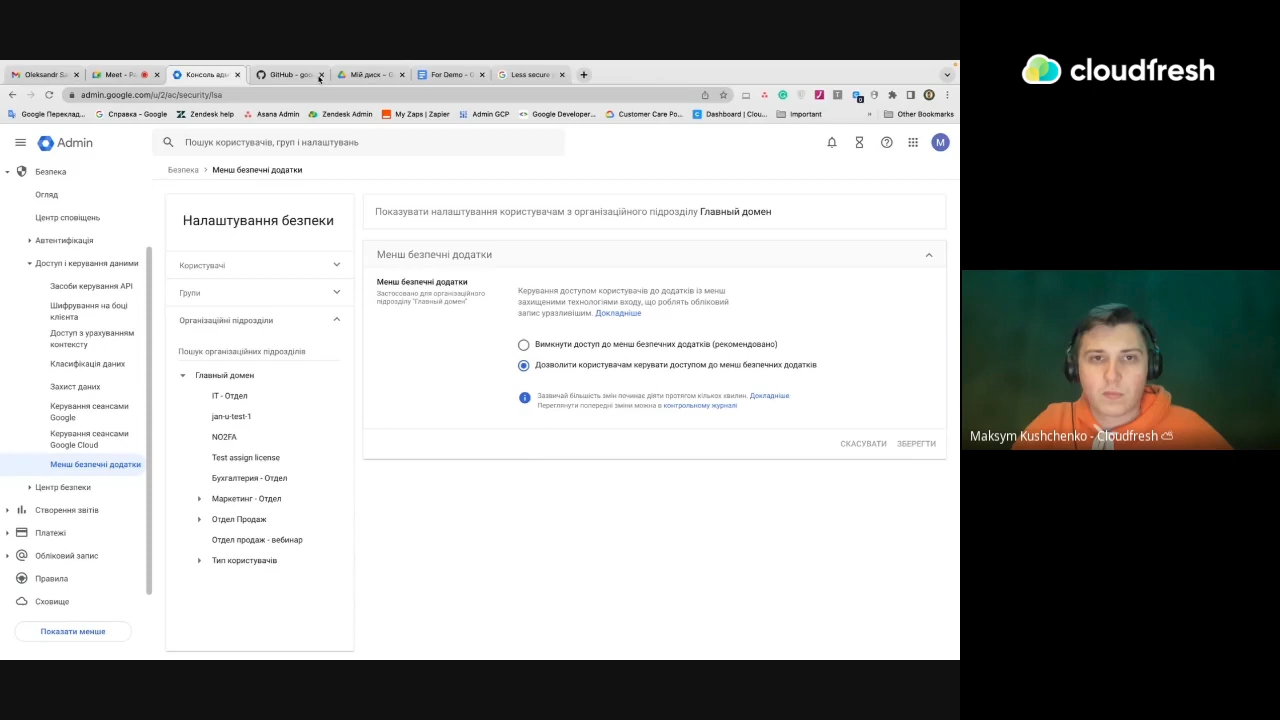 Oleksandr Sa
Meet - Pa
Консоль адм
GitHub - goo
Мій диск - G
For Demo - G
Less secure
admin.google.com/u/2/ac/security/lsa
Google Переклад...
Справка - Google
Zendesk help
Asana Admin
Zendesk Admin
My Zaps | Zapier
Admin GCP
Google Developer...
Customer Care Po...
Dashboard | Clou...
Important
»
Other Bookmarks
Admin
Пошук користувачів, груп і налаштувань
M
Безпека
Огляд
Центр сповіщень
Автентифікація
Доступ і керування даними
Засоби керування API
Шифрування на боці
клієнта
Доступ з урахуванням
контексту
Класифікація даних
Захист даних
Керування сеансами
Google
Керування сеансами
Google Cloud
Менш безпечні додатки
Центр безпеки
Створення звітів
Платежі
Обліковий запис
Правила
Сховище
Показати менше
Безпека > Менш безпечні додатки
Налаштування безпеки
Користувачі
Групи
Організаційні підрозділи
Пошук організаційних підрозділів
Главный домен
IT - Отдел
jan-u-test-1
NO2FA
Test assign license
Бухгалтерия - Отдел
Маркетинг - Отдел
Отдел Продаж
Отдел продаж - вебинар
Тип користувачів
Показувати налаштування користувачам з організаційного підрозділу Главный домен
Менш безпечні додатки
Менш безпечні додатки
Застосовано для організаційного
підрозділу "Главный домен"
Керування доступом користувачів до додатків із менш
захищеними технологіями входу, що роблять обліковий
запис уразливішим. Докладніше
Вимкнути доступ до менш безпечних додатків (рекомендовано)
Дозволити користувачам керувати доступом до менш безпечних додатків
Зазвичай більшість змін починає діяти протягом кількох хвилин. Докладніше
Переглянути попередні зміни можна в контрольному журналі
СКАСУВАТИ ЗБЕРЕГТИ
cloudfresh
Maksym Kushchenko - Cloudfresh